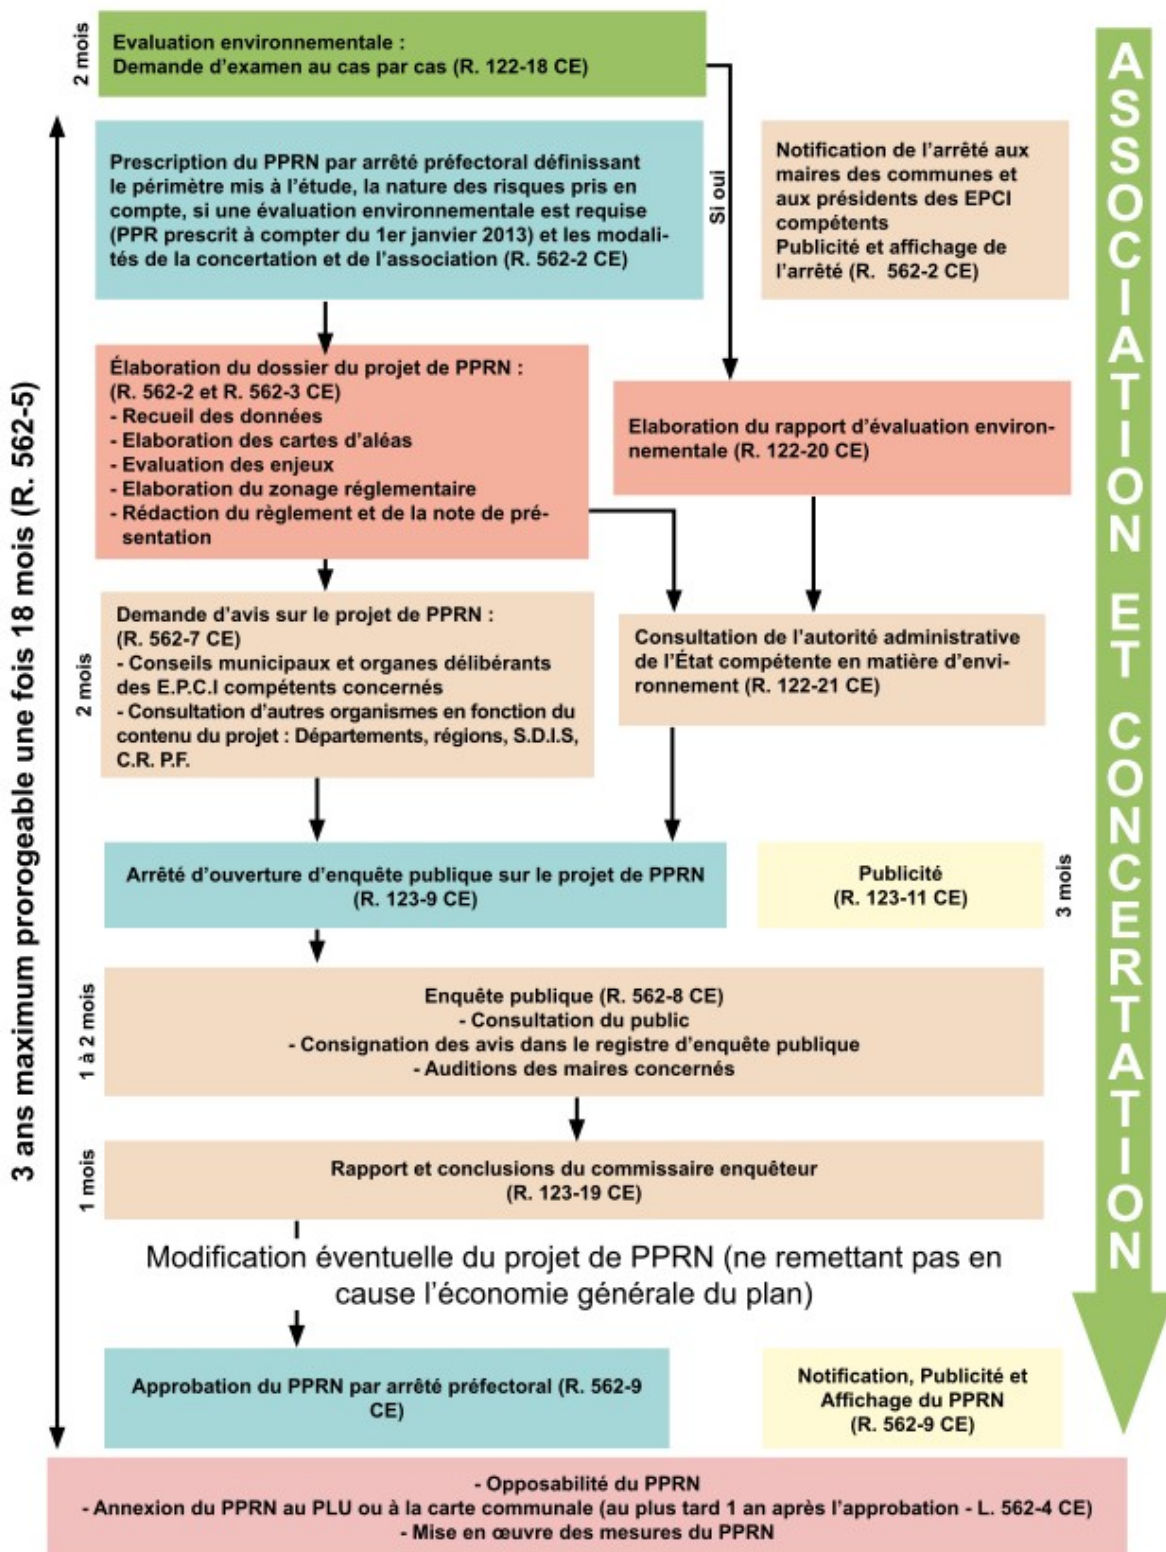 2 mois
Evaluation environnementale :
Demande d'examen au cas par cas (R. 122-18 CE)
Prescription du PPRN par arrêté préfectoral définissant
le périmètre mis à l'étude, la nature des risques pris en
compte, si une évaluation environnementale est requise
(PPR prescrit à compter du 1er janvier 2013) et les modali-
tés de la concertation et de l'association (R. 562-2 CE)
Si oui
Notification de l'arrêté aux
maires des communes et
aux présidents des EPCI
compétents
Publicité et affichage de
l'arrêté (R. 562-2 CE)
Élaboration du dossier du projet de PPRN :
(R. 562-2 et R. 562-3 CE)
- Recueil des données
- Elaboration des cartes d'aléas
- Evaluation des enjeux
- Elaboration du zonage réglementaire
- Rédaction du règlement et de la note de pré-
sentation
Elaboration du rapport d'évaluation environ-
nementale (R. 122-20 CE)
2 mois
Demande d'avis sur le projet de PPRN :
(R. 562-7 CE)
- Conseils municipaux et organes délibérants
des E.P.C.I compétents concernés
- Consultation d'autres organismes en fonction du
contenu du projet : Départements, régions, S.D.I.S,
C.R. P.F.
Consultation de l'autorité administrative
de l'État compétente en matière d'envi-
ronnement (R. 122-21 CE)
Arrêté d'ouverture d'enquête publique sur le projet de PPRN
(R. 123-9 CE)
Publicité
(R. 123-11 CE)
3 mois
1 à 2 mois
Enquête publique (R. 562-8 CE)
- Consultation du public
- Consignation des avis dans le registre d'enquête publique
- Auditions des maires concernés
1 mois
Rapport et conclusions du commissaire enquêteur
(R. 123-19 CE)
Modification éventuelle du projet de PPRN (ne remettant pas en
cause l'économie générale du plan)
Approbation du PPRN par arrêté préfectoral (R. 562-9
CE)
Notification, Publicité et
Affichage du PPRN
(R. 562-9 CE)
- Opposabilité du PPRN
- Annexion du PPRN au PLU ou à la carte communale (au plus tard 1 an après l'approbation - L. 562-4 CE)
- Mise en œuvre des mesures du PPRN
3 ans maximum prorogeable une fois 18 mois (R. 562-5)
ASSOCIATION ET CONCERTATION